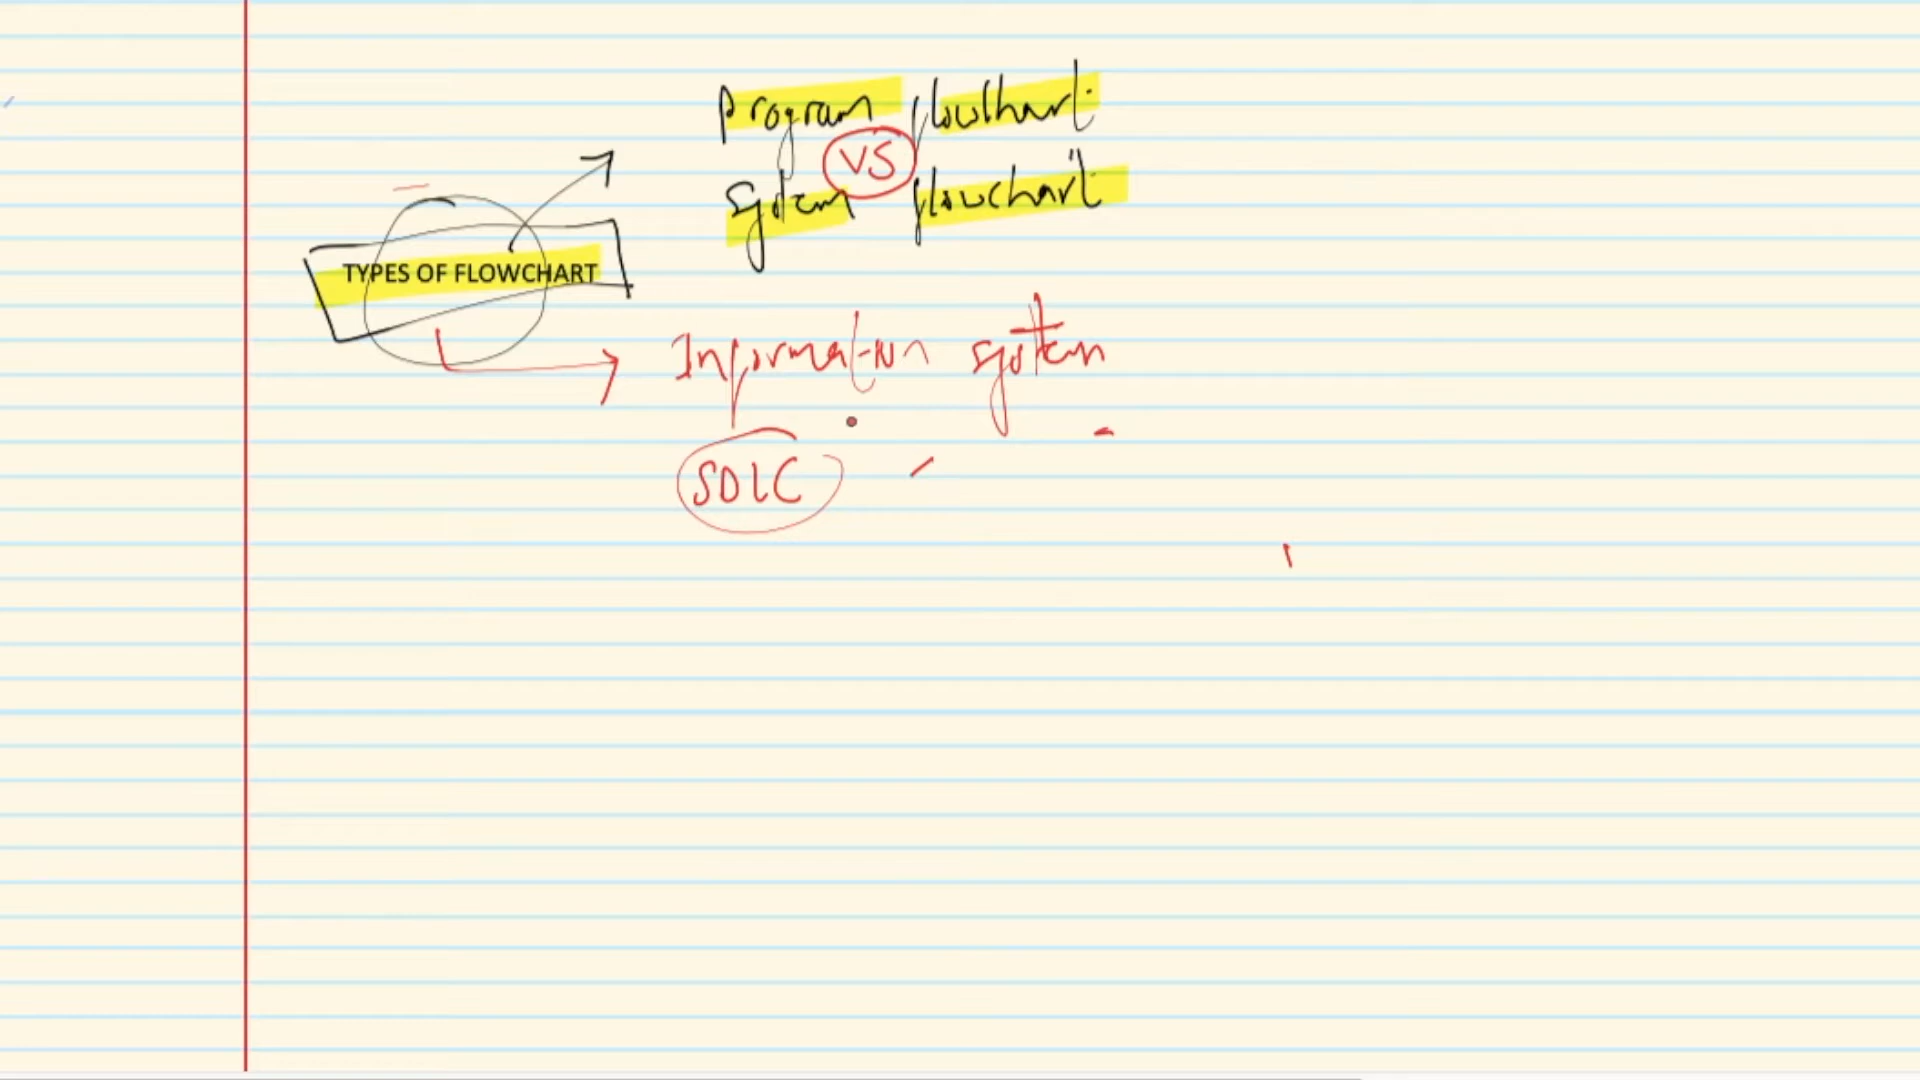 Program flowchart
VS
System flowchart
TYPES OF FLOWCHART
Information system
SDLC